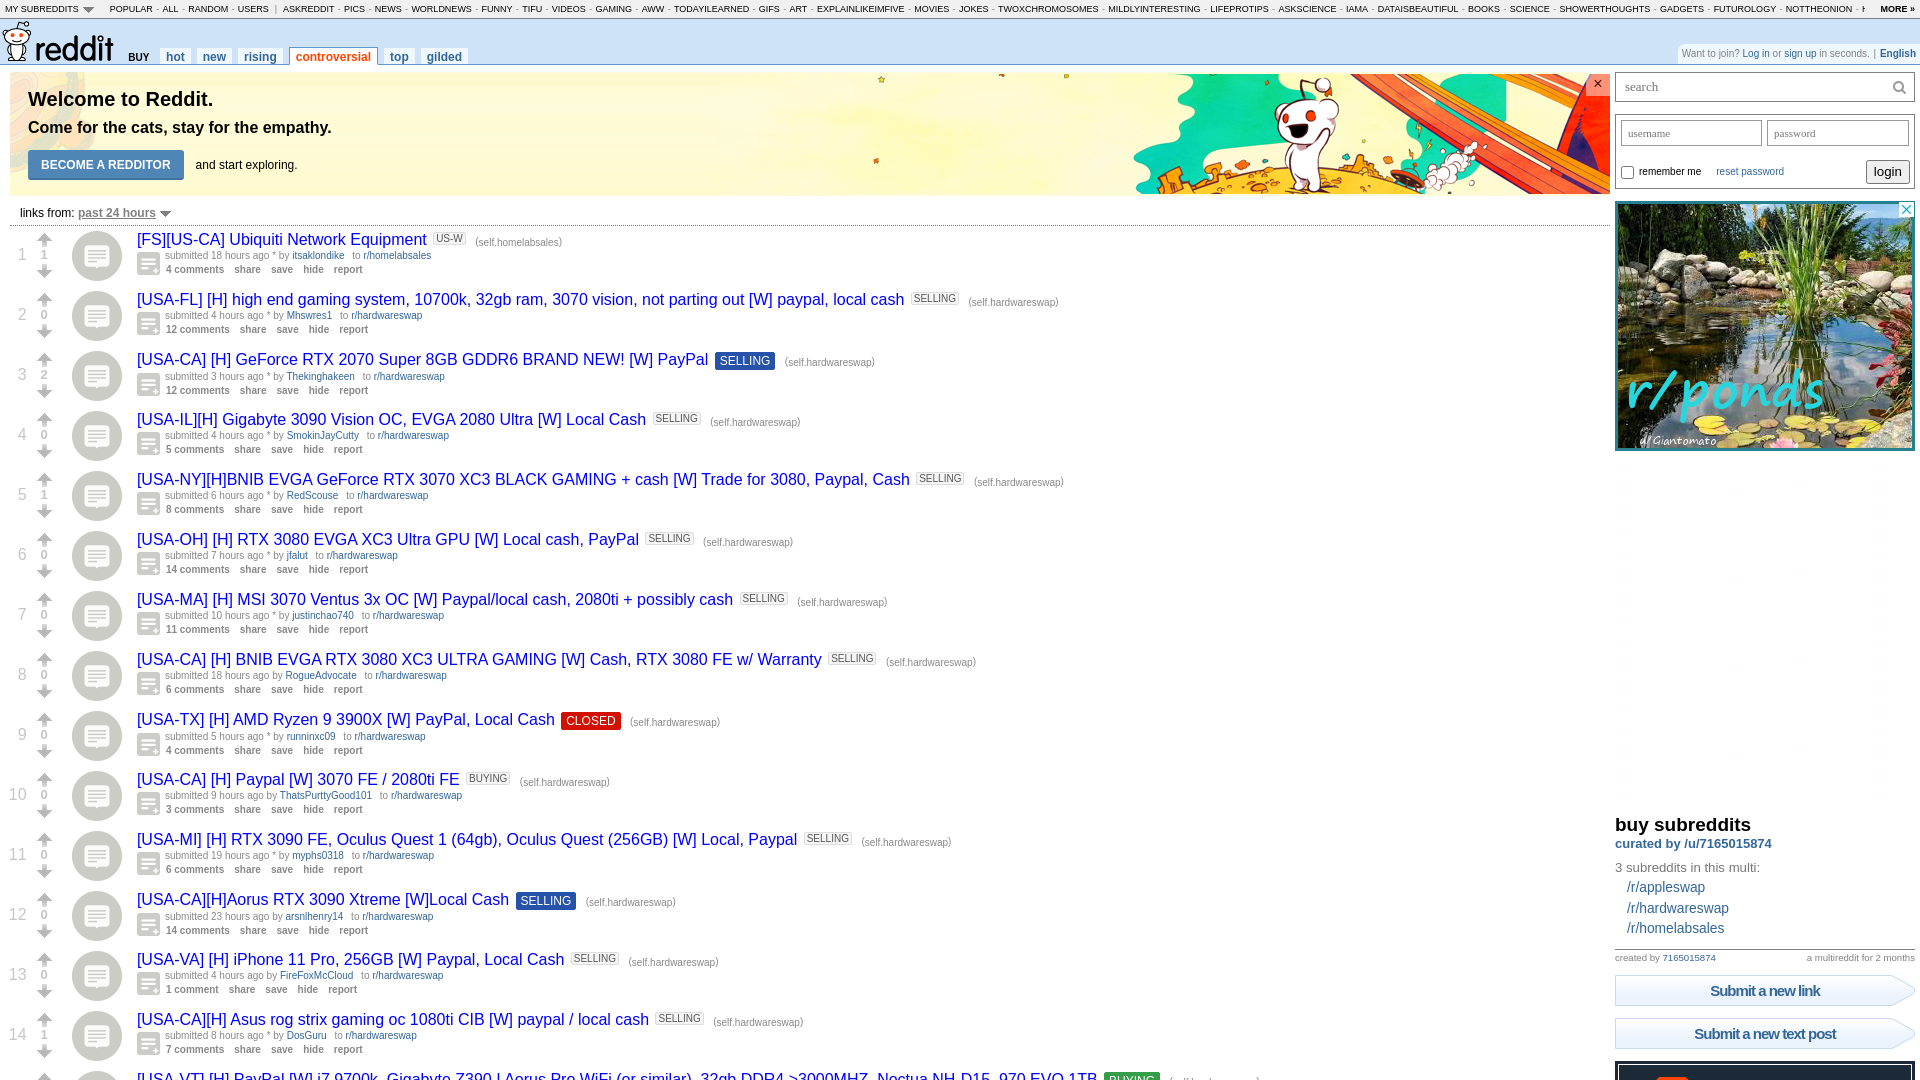 MY SUBREDDITS POPULAR - ALL - RANDOM - USERS | ASKREDDIT - PICS - NEWS - WORLDNEWS - FUNNY - TIFU - VIDEOS - GAMING - AWW - TODAYILEARNED - GIFS - ART - EXPLAINLIKEIMFIVE - MOVIES - JOKES - TWOXCHROMOSOMES - MILDLYINTERESTING - LIFEPROTIPS - ASKSCIENCE - IAMA - DATAISBEAUTIFUL - BOOKS - SCIENCE - SHOWERTHOUGHTS - GADGETS - FUTUROLOGY - NOTTHEONION - MORE »
reddit BUY hot new rising controversial top gilded
Want to join? Log in or sign up in seconds. | English
Welcome to Reddit.
Come for the cats, stay for the empathy.
BECOME A REDDITOR and start exploring.
×
search
username password
remember me reset password login
links from: past 24 hours
1 1 [FS][US-CA] Ubiquiti Network Equipment US-W (self.homelabsales)
submitted 18 hours ago * by itsaklondike to r/homelabsales
4 comments share save hide report
2 0 [USA-FL] [H] high end gaming system, 10700k, 32gb ram, 3070 vision, not parting out [W] paypal, local cash SELLING (self.hardwareswap)
submitted 4 hours ago * by Mhswres1 to r/hardwareswap
12 comments share save hide report
3 2 [USA-CA] [H] GeForce RTX 2070 Super 8GB GDDR6 BRAND NEW! [W] PayPal SELLING (self.hardwareswap)
submitted 3 hours ago * by Thekinghakeen to r/hardwareswap
12 comments share save hide report
4 0 [USA-IL][H] Gigabyte 3090 Vision OC, EVGA 2080 Ultra [W] Local Cash SELLING (self.hardwareswap)
submitted 4 hours ago * by SmokinJayCutty to r/hardwareswap
5 comments share save hide report
5 1 [USA-NY][H]BNIB EVGA GeForce RTX 3070 XC3 BLACK GAMING + cash [W] Trade for 3080, Paypal, Cash SELLING (self.hardwareswap)
submitted 6 hours ago * by RedScouse to r/hardwareswap
8 comments share save hide report
6 0 [USA-OH] [H] RTX 3080 EVGA XC3 Ultra GPU [W] Local cash, PayPal SELLING (self.hardwareswap)
submitted 7 hours ago * by jfalut to r/hardwareswap
14 comments share save hide report
7 0 [USA-MA] [H] MSI 3070 Ventus 3x OC [W] Paypal/local cash, 2080ti + possibly cash SELLING (self.hardwareswap)
submitted 10 hours ago * by justinchao740 to r/hardwareswap
11 comments share save hide report
8 0 [USA-CA] [H] BNIB EVGA RTX 3080 XC3 ULTRA GAMING [W] Cash, RTX 3080 FE w/ Warranty SELLING (self.hardwareswap)
submitted 18 hours ago by RogueAdvocate to r/hardwareswap
6 comments share save hide report
9 0 [USA-TX] [H] AMD Ryzen 9 3900X [W] PayPal, Local Cash CLOSED (self.hardwareswap)
submitted 5 hours ago * by runninxc09 to r/hardwareswap
4 comments share save hide report
10 0 [USA-CA] [H] Paypal [W] 3070 FE / 2080ti FE BUYING (self.hardwareswap)
submitted 9 hours ago by ThatsPurttyGood101 to r/hardwareswap
3 comments share save hide report
11 0 [USA-MI] [H] RTX 3090 FE, Oculus Quest 1 (64gb), Oculus Quest (256GB) [W] Local, Paypal SELLING (self.hardwareswap)
submitted 19 hours ago * by myphs0318 to r/hardwareswap
6 comments share save hide report
12 0 [USA-CA][H]Aorus RTX 3090 Xtreme [W]Local Cash SELLING (self.hardwareswap)
submitted 23 hours ago by arsnlhenry14 to r/hardwareswap
14 comments share save hide report
13 0 [USA-VA] [H] iPhone 11 Pro, 256GB [W] Paypal, Local Cash SELLING (self.hardwareswap)
submitted 4 hours ago by FireFoxMcCloud to r/hardwareswap
1 comment share save hide report
14 1 [USA-CA][H] Asus rog strix gaming oc 1080ti CIB [W] paypal / local cash SELLING (self.hardwareswap)
submitted 8 hours ago * by DosGuru to r/hardwareswap
7 comments share save hide report
[USA-VT] [H] PayPal [W] i7 9700k, Gigabyte Z390 I Aorus Pro WiFi (or similar), 32gb DDR4 >3000MHZ, Noctua NH-D15, 970 EVO 1TB BUYING (self.hardwareswap)
r/ponds
u/Giantomato
buy subreddits
curated by /u/7165015874
3 subreddits in this multi:
/r/appleswap
/r/hardwareswap
/r/homelabsales
created by 7165015874 a multireddit for 2 months
Submit a new link
Submit a new text post